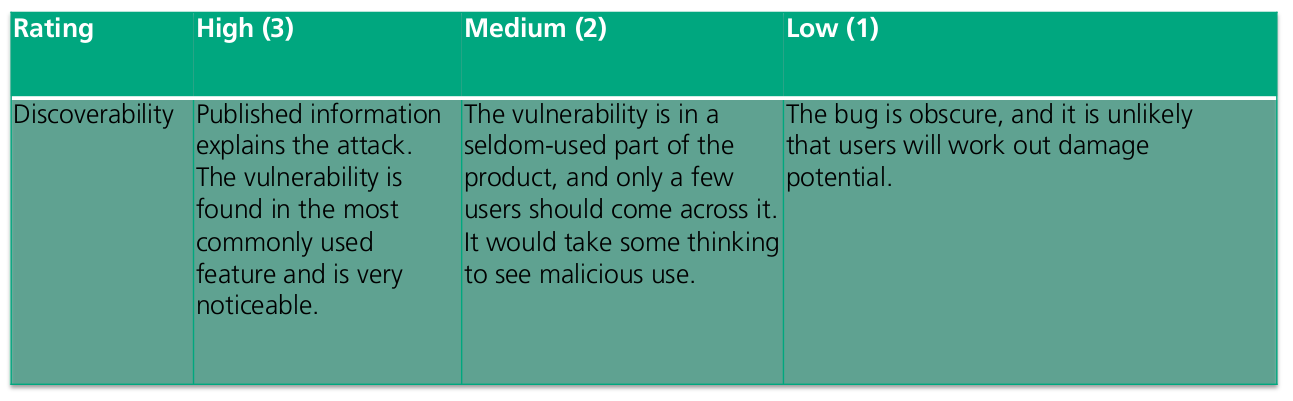 Rating
High (3)
Medium (2)
Low (1)
Discoverability
Published information
explains the attack.
The vulnerability is
found in the most
commonly used
feature and is very
noticeable.
The vulnerability is in a
seldom-used part of the
product, and only a few
users should come across it.
It would take some thinking
to see malicious use.
The bug is obscure, and it is unlikely
that users will work out damage
potential.